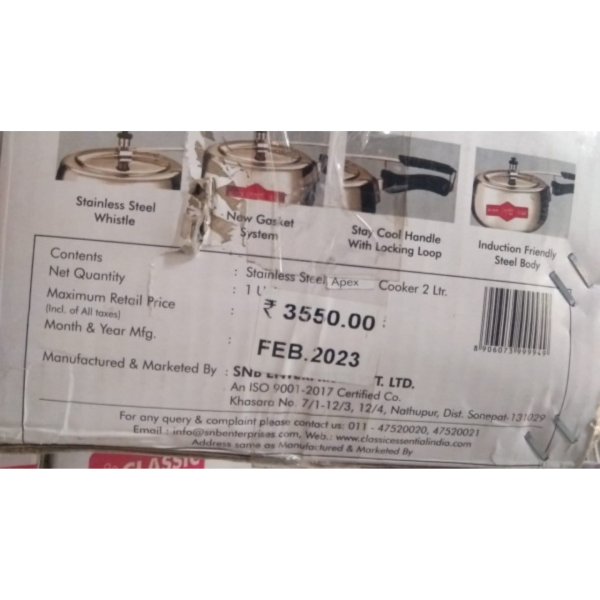 Stainless Steel
Whistle
New Gasket
System
Stay Cool Handle
With Locking Loop
Induction Friendly
Steel Body
Contents : Stainless Steel Apex Cooker 2 Ltr.
Net Quantity : 1
Maximum Retail Price : ₹ 3550.00
(Incl. of All taxes)
Month & Year Mfg. : FEB.2023
Manufactured & Marketed By : T. LTD.
An ISO 9001-2017 Certified Co.
Khasara No. 7/1-12/3, 12/4, Nathupur, Dist. Sonepat-131029
For any query & complaint please contact us: 011 - 47520020, 47520021
Email : info@snbenterprises.com, Web.: www.classicessentialindia.com
Address same as Manufactured & Marketed By
8906073999949
CLASSIC